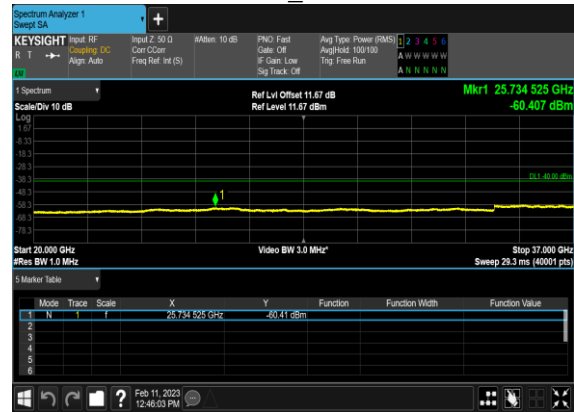 Spectrum Analyzer 1
Swept SA
KEYSIGHT Input: RF Input Z: 50 Ω #Atten: 10 dB PNO: Fast Avg Type: Power (RMS) 1 2 3 4 5 6
R T Coupling: DC Corr CCorr Gate: Off Avg|Hold: 100/100 A W W W W W
Align: Auto Freq Ref: Int (S) IF Gain: Low Trig: Free Run
Sig Track: Off A N N N N N
1 Spectrum Ref Lvl Offset 11.67 dB Mkr1 25.734 525 GHz
Scale/Div 10 dB Ref Level 11.67 dBm -60.407 dBm
Log
1.67
-8.33
-18.3
-28.3
-38.3 DL1 -40.00 dBm
-48.3 1
-58.3
-68.3
-78.3
Start 20.000 GHz Video BW 3.0 MHz* Stop 37.000 GHz
#Res BW 1.0 MHz Sweep 29.3 ms (40001 pts)
5 Marker Table
Mode Trace Scale X Y Function Function Width Function Value
1 N 1 f 25.734 525 GHz -60.41 dBm
2
3
4
5
6
? Feb 11, 2023
12:46:03 PM